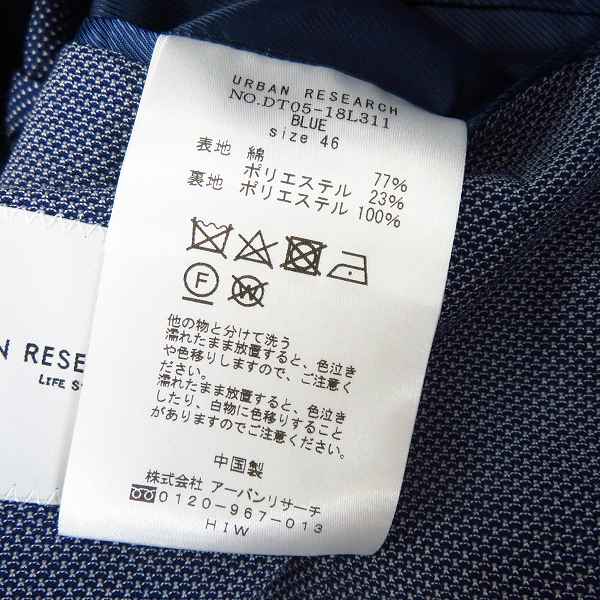 URBAN RESEARCH
NO.DT05-18L311
BLUE
size 46
表地 綿 77%
ポリエステル 23%
裏地 ポリエステル 100%
F W
他の物と分けて洗う
濡れたまま放置すると、色泣き
や色移りしますので、ご注意く
ださい。
濡れたまま放置すると、色泣き
したり、白物に色移りすること
がありますのでご注意ください。
中国製
株式会社 アーバンリサーチ
0120-967-013
HIW
N RESE
LIFE S